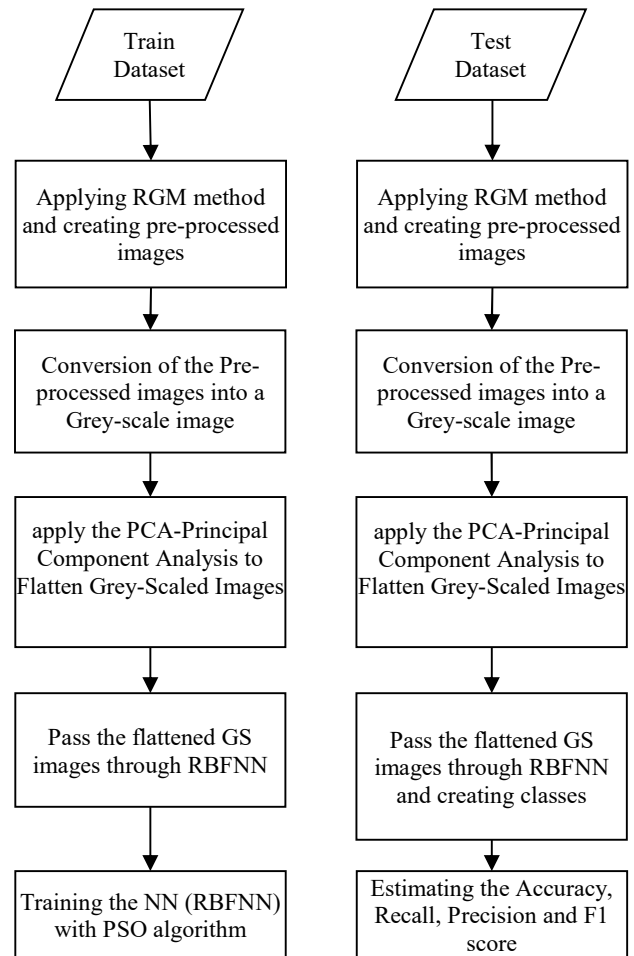 Train
Dataset
Applying RGM method
and creating pre-processed
images
Conversion of the Pre-
processed images into a
Grey-scale image
apply the PCA-Principal
Component Analysis to
Flatten Grey-Scaled Images
Pass the flattened GS
images through RBFNN
Training the NN (RBFNN)
with PSO algorithm
Test
Dataset
Applying RGM method
and creating pre-processed
images
Conversion of the Pre-
processed images into a
Grey-scale image
apply the PCA-Principal
Component Analysis to
Flatten Grey-Scaled Images
Pass the flattened GS
images through RBFNN
and creating classes
Estimating the Accuracy,
Recall, Precision and F1
score